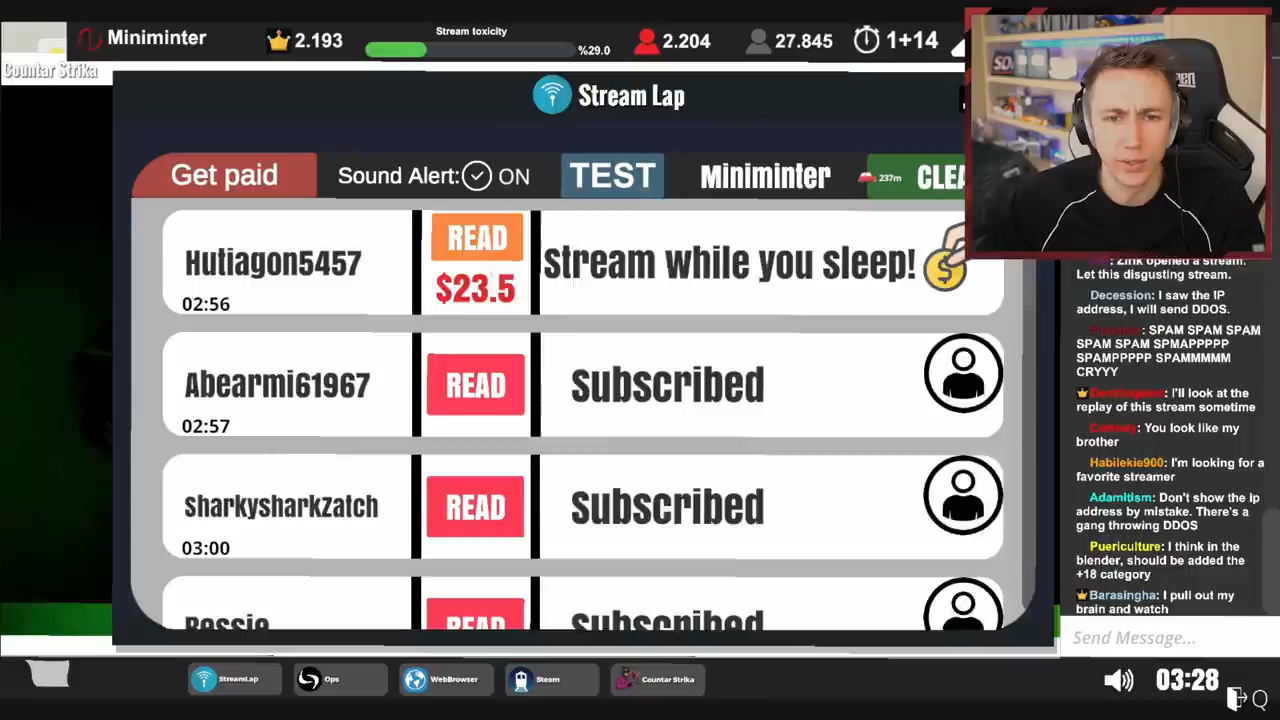 Miniminter
2.193
Stream toxicity
%29.0
2.204
27.845
1+14
Countar Strika
Stream Lap
Get paid
Sound Alert: ON
TEST
Miniminter
237m
CLEA
Hutiagon5457
02:56
READ
$23.5
Stream while you sleep!
Abearmi61967
02:57
READ
Subscribed
SharkysharkZatch
03:00
READ
Subscribed
Bessie
READ
Subscribed
Zink opened a stream.
Let this disgusting stream.
Decession: I saw the IP
address, I will send DDOS.
: SPAM SPAM SPAM
SPAM SPAM SPMAPPPPP
SPAMPPPPP SPAMMMMM
CRYYY
: I'll look at the
replay of this stream sometime
Comedy: You look like my
brother
Habilekie900: I'm looking for a
favorite streamer
Adamitism: Don't show the ip
address by mistake. There's a
gang throwing DDOS
Puericulture: I think in the
blender, should be added the
+18 category
Barasingha: I pull out my
brain and watch
Send Message...
StreamLap
Ops
WebBrowser
Steem
Countar Strika
03:28
Q